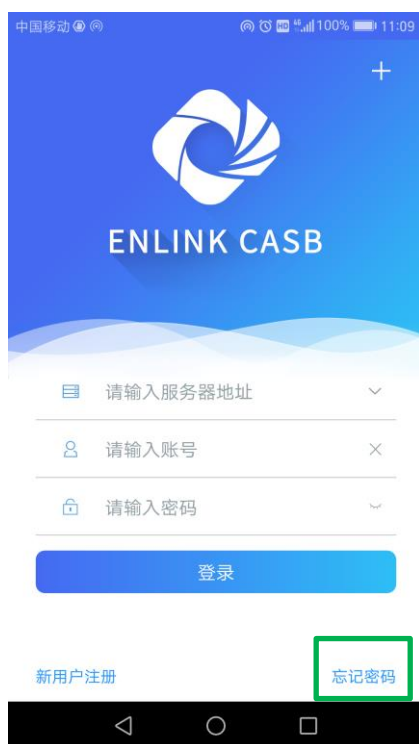 中国移动 HD 4G 100% 11:09
ENLINK CASB
请输入服务器地址
请输入账号
请输入密码
登录
新用户注册 忘记密码